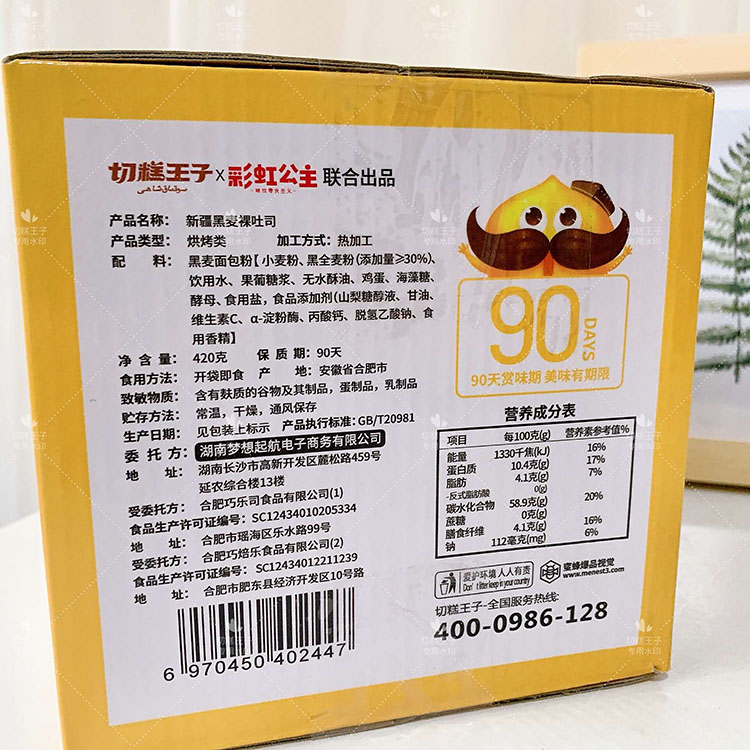 切糕王子 × 彩虹公主 联合出品
产品名称： 新疆黑麦裸吐司
产品类型： 烘烤类 加工方式：热加工
配 料： 黑麦面包粉【小麦粉、黑全麦粉（添加量≥30%）、
饮用水、果葡糖浆、无水酥油、鸡蛋、海藻糖、
酵母、食用盐，食品添加剂(山梨糖醇液、甘油、
维生素C、α-淀粉酶、丙酸钙、脱氢乙酸钠、食
用香精】
净 含 量： 420克 保 质 期：90天
食用方法： 开袋即食 产 地：安徽省合肥市
致敏物质： 含有麸质的谷物及其制品，蛋制品，乳制品
贮存方法： 常温，干燥，通风保存
生产日期： 见包装上标示 产品执行标准：GB/T20981
委 托 方： 湖南梦想起航电子商务有限公司
地 址： 湖南长沙市高新开发区麓松路459号
延农综合楼13楼
受委托方： 合肥巧乐司食品有限公司(1)
食品生产许可证编号：SC12434010205334
地 址： 合肥市瑶海区乐水路99号
受委托方： 合肥巧焙乐食品有限公司(2)
食品生产许可证编号：SC12434012211239
地 址： 合肥市肥东县经济开发区10号路
6 970450 402447
90
DAYS
90天赏味期 美味有期限
营养成分表
项目 每100克(g) 营养素参考值%
能量 1330千焦(kJ) 16%
蛋白质 10.4克(g) 17%
脂肪 4.1克(g) 7%
-反式脂肪酸 0(g)
碳水化合物 58.9克(g) 20%
蔗糖 0克(g)
膳食纤维 4.1克(g) 16%
钠 112毫克(mg) 6%
爱护环境 人人有责
Don't litter keep in your country
蜜蜂爆品视觉
www.menest3.com
切糕王子-全国服务热线：
400-0986-128
切糕王子
专用水印